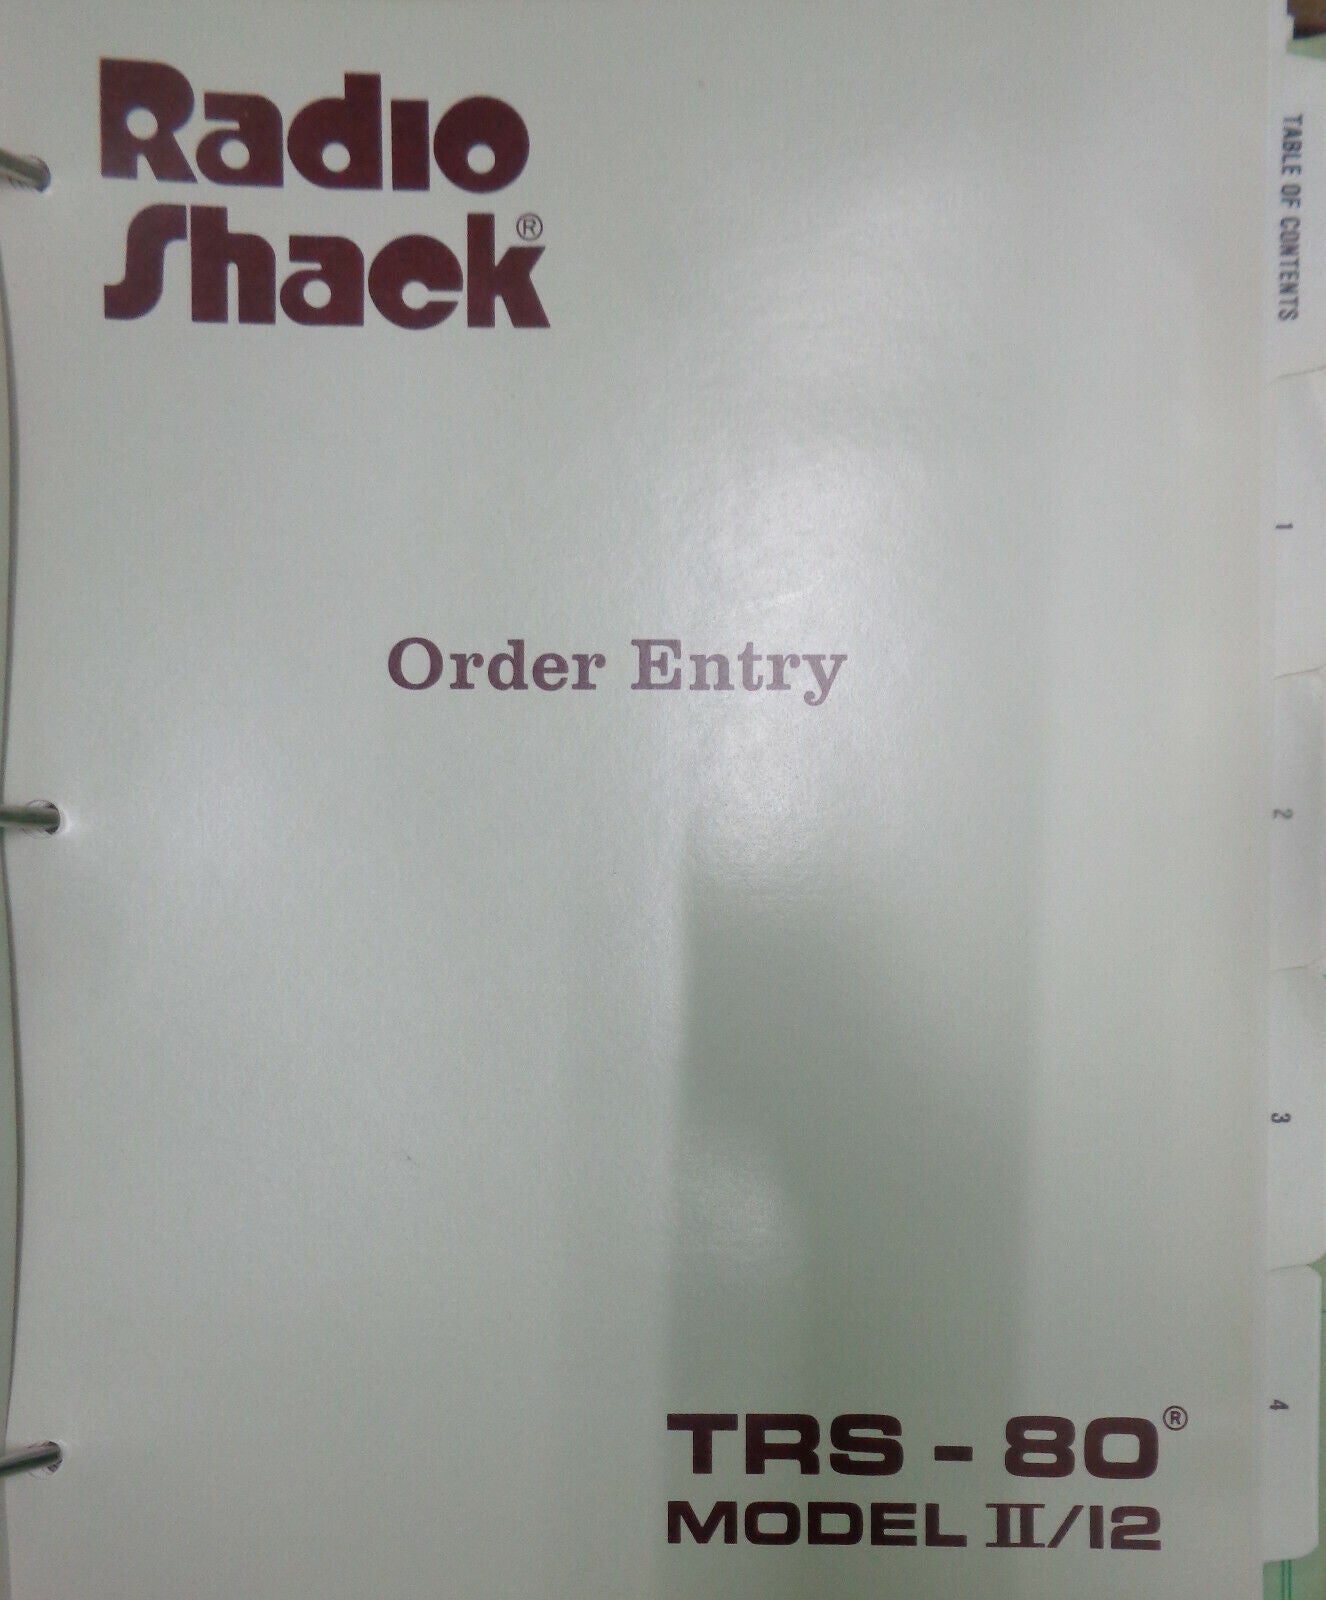 Radio
Shack®
Order Entry
TRS - 80®
MODEL II/12
TABLE OF CONTENTS
1
2
3
4